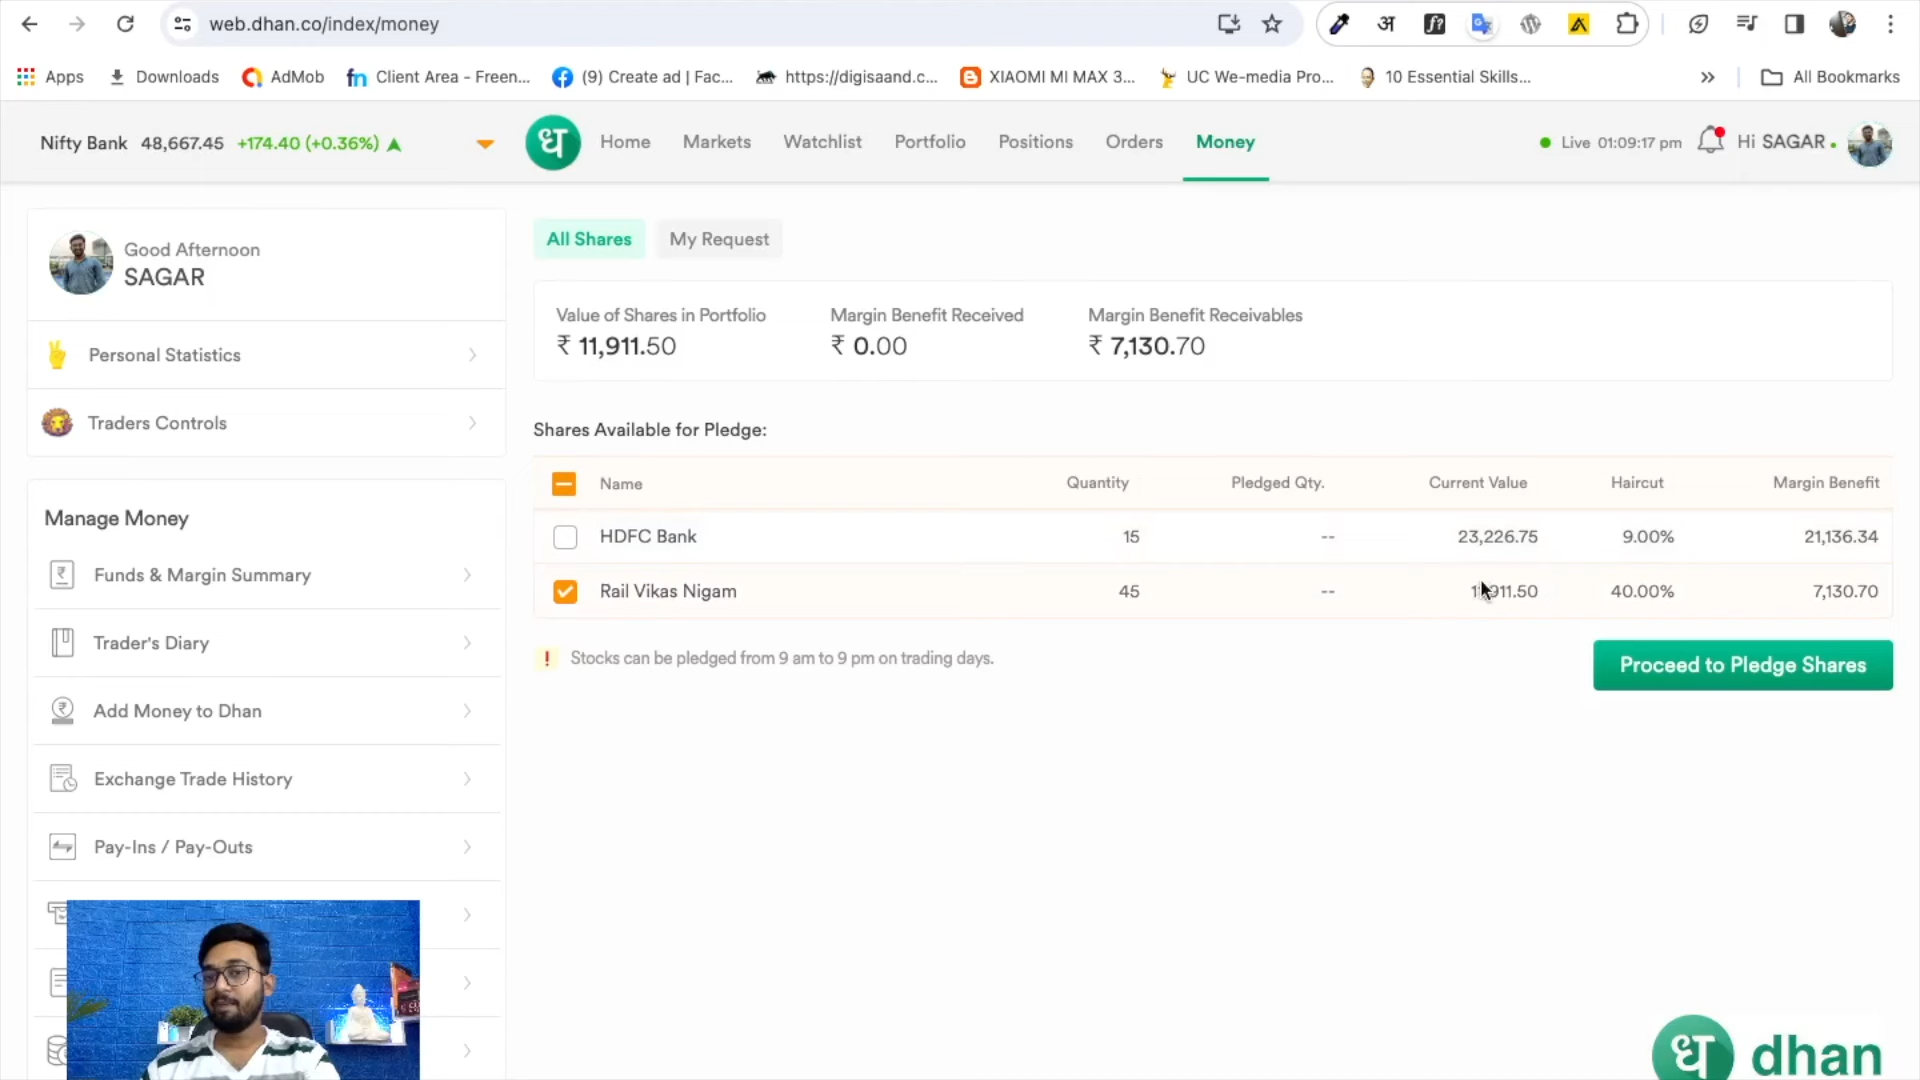 web.dhan.co/index/money
Apps Downloads AdMob Client Area - Freen... (9) Create ad | Fac... https://digisaand.c... XIAOMI MI MAX 3... UC We-media Pro... 10 Essential Skills... » All Bookmarks
Nifty Bank 48,667.45 +174.40 (+0.36%) ध Home Markets Watchlist Portfolio Positions Orders Money Live 01:09:17 pm Hi SAGAR
Good Afternoon
SAGAR
Personal Statistics
Traders Controls
Manage Money
Funds & Margin Summary
Trader's Diary
Add Money to Dhan
Exchange Trade History
Pay-Ins / Pay-Outs
All Shares My Request
Value of Shares in Portfolio Margin Benefit Received Margin Benefit Receivables
₹ 11,911.50 ₹ 0.00 ₹ 7,130.70
Shares Available for Pledge:
Name Quantity Pledged Qty. Current Value Haircut Margin Benefit
HDFC Bank 15 -- 23,226.75 9.00% 21,136.34
Rail Vikas Nigam 45 -- 11,911.50 40.00% 7,130.70
! Stocks can be pledged from 9 am to 9 pm on trading days.
Proceed to Pledge Shares
ध dhan